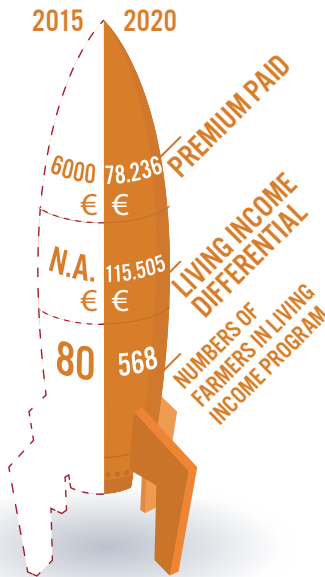 2015 2020
6000 78.236
€ €
PREMIUM PAID
N.A. 115.505
€ €
LIVING INCOME
DIFFERENTIAL
80 568
NUMBERS OF
FARMERS IN LIVING
INCOME PROGRAM